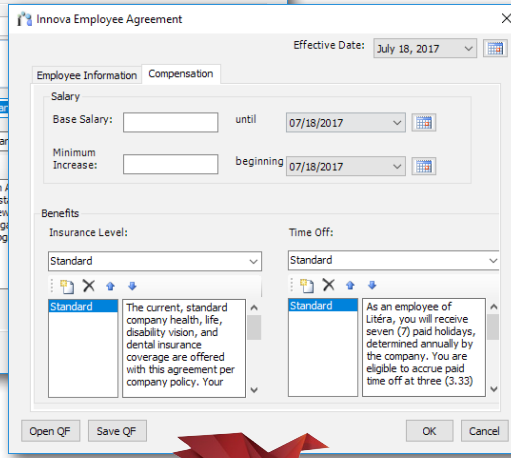 Innova Employee Agreement
Effective Date: July 18, 2017
Employee Information Compensation
Salary
Base Salary: until 07/18/2017
Minimum
Increase: beginning 07/18/2017
Benefits
Insurance Level: Time Off:
Standard Standard
Standard
The current, standard
company health, life,
disability vision, and
dental insurance
coverage are offered
with this agreement per
company policy. Your
Standard
As an employee of
Litéra, you will receive
seven (7) paid holidays,
determined annually by
the company. You are
eligible to accrue paid
time off at three (3.33)
Open QF Save QF OK Cancel